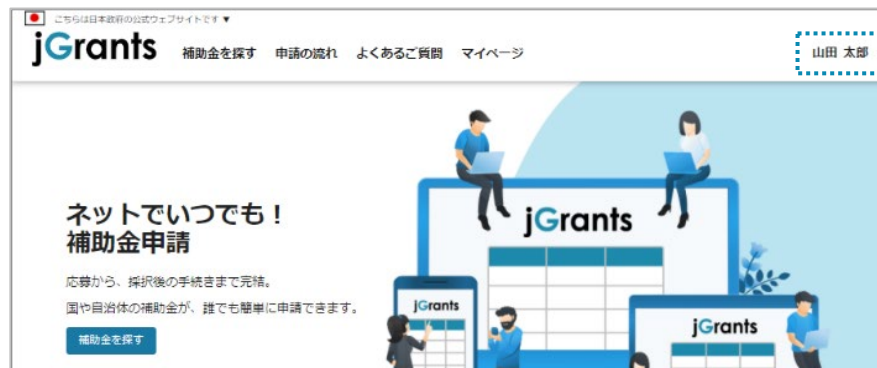 こちらは日本政府の公式ウェブサイトです ▼
jGrants 補助金を探す 申請の流れ よくあるご質問 マイページ 山田 太郎
ネットでいつでも！
補助金申請
応募から、採択後の手続きまで完結。
国や自治体の補助金が、誰でも簡単に申請できます。
補助金を探す
jGrants
jGrants
jGrants